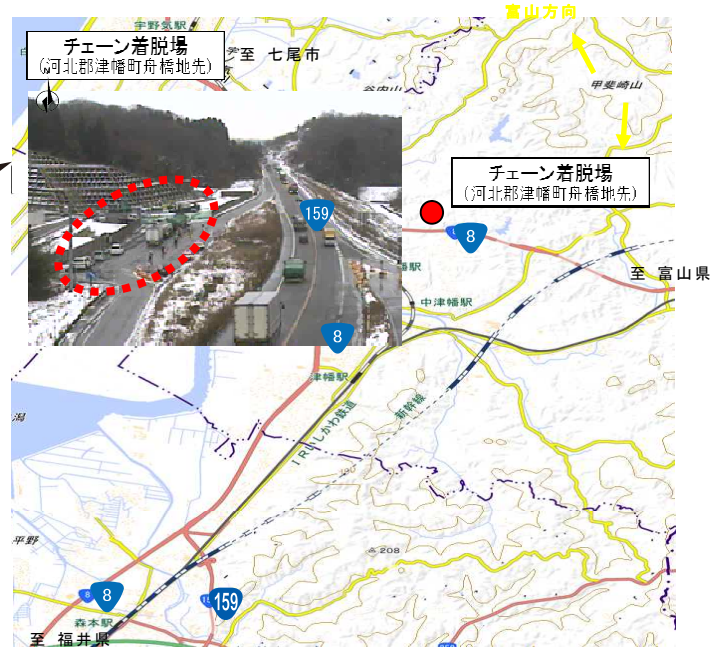 富山方向
宇野気駅
チェーン着脱場
(河北郡津幡町舟橋地先)
至 七尾市
甲斐崎山
チェーン着脱場
(河北郡津幡町舟橋地先)
159
8
至 富山県
中津幡駅
8
津幡駅
IRいしかわ鉄道
新幹線
潟
平野
208
8
159
森本駅
至 福井県